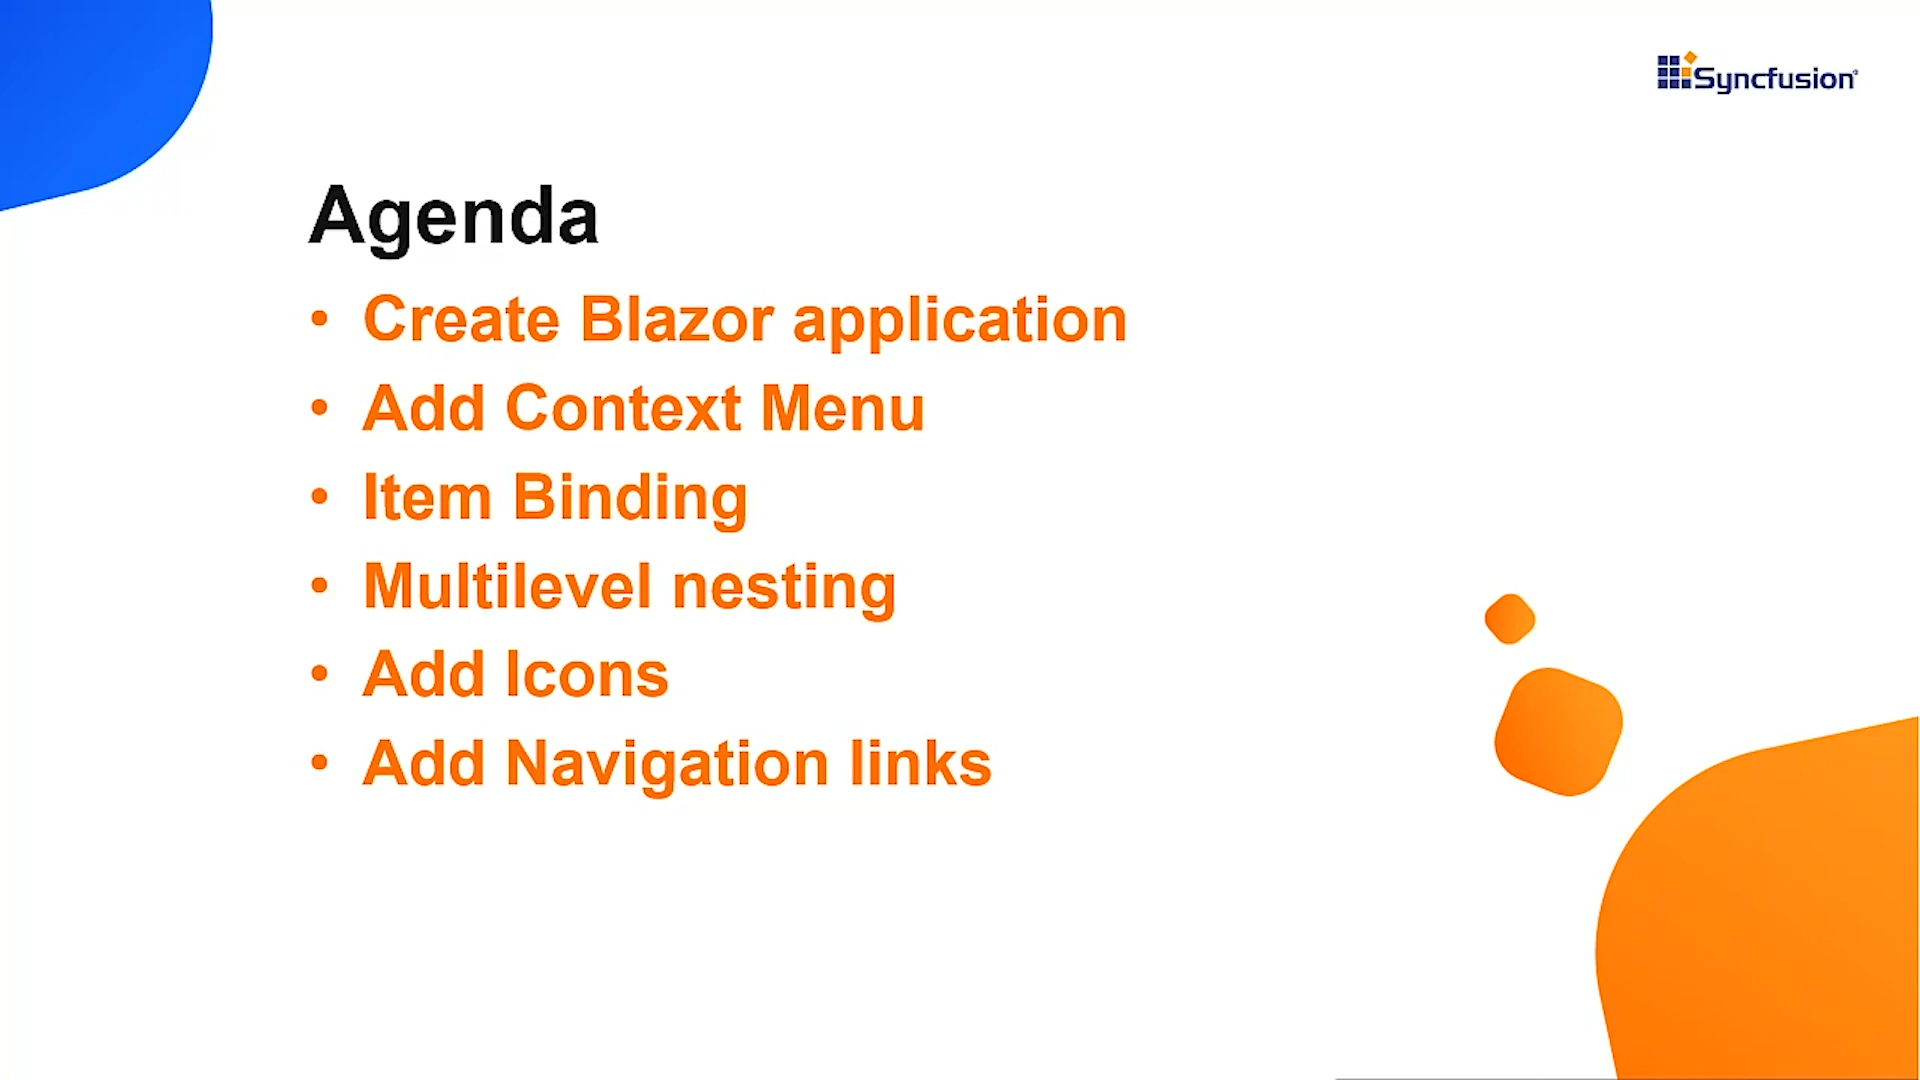 Syncfusion
Agenda
• Create Blazor application
• Add Context Menu
• Item Binding
• Multilevel nesting
• Add Icons
• Add Navigation links